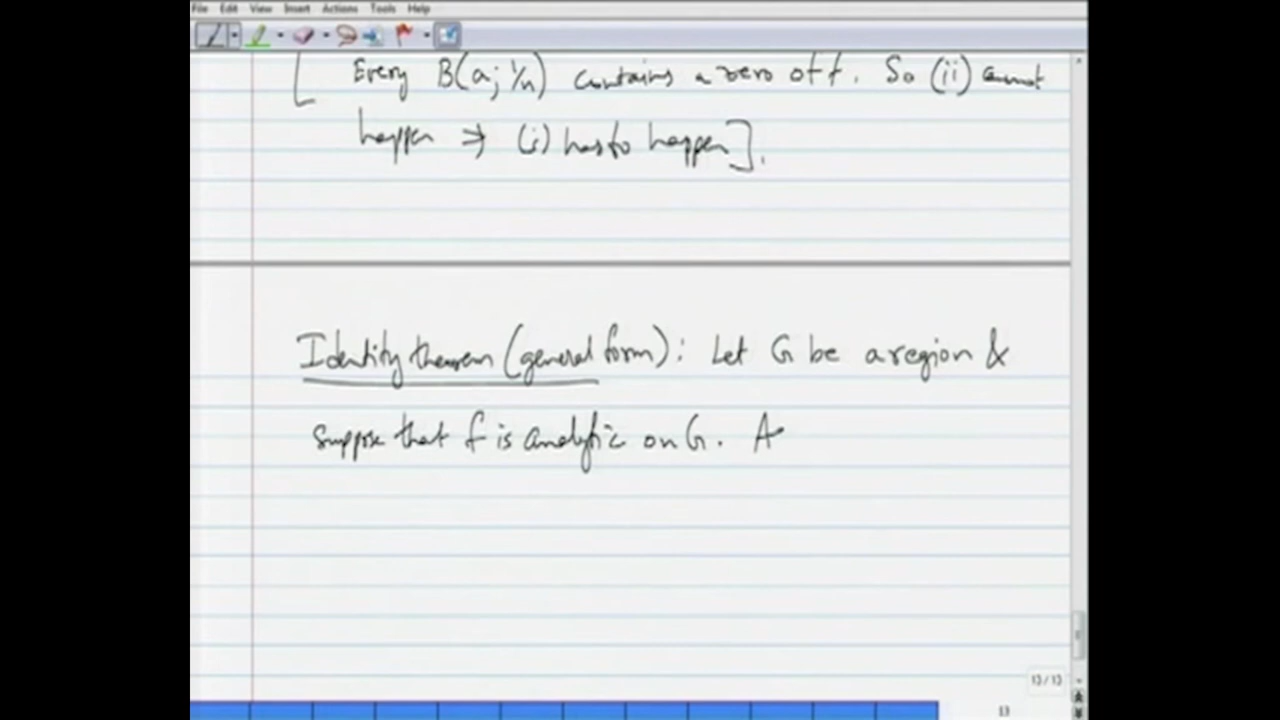 File Edit View Insert Actions Tools Help
Every B(a; 1/n) contains a zero of f. So (ii) cannot
happen ⇒ (i) has to happen].
Identity theorem (general form): Let G be a region &
suppose that f is analytic on G. A
13/13
13